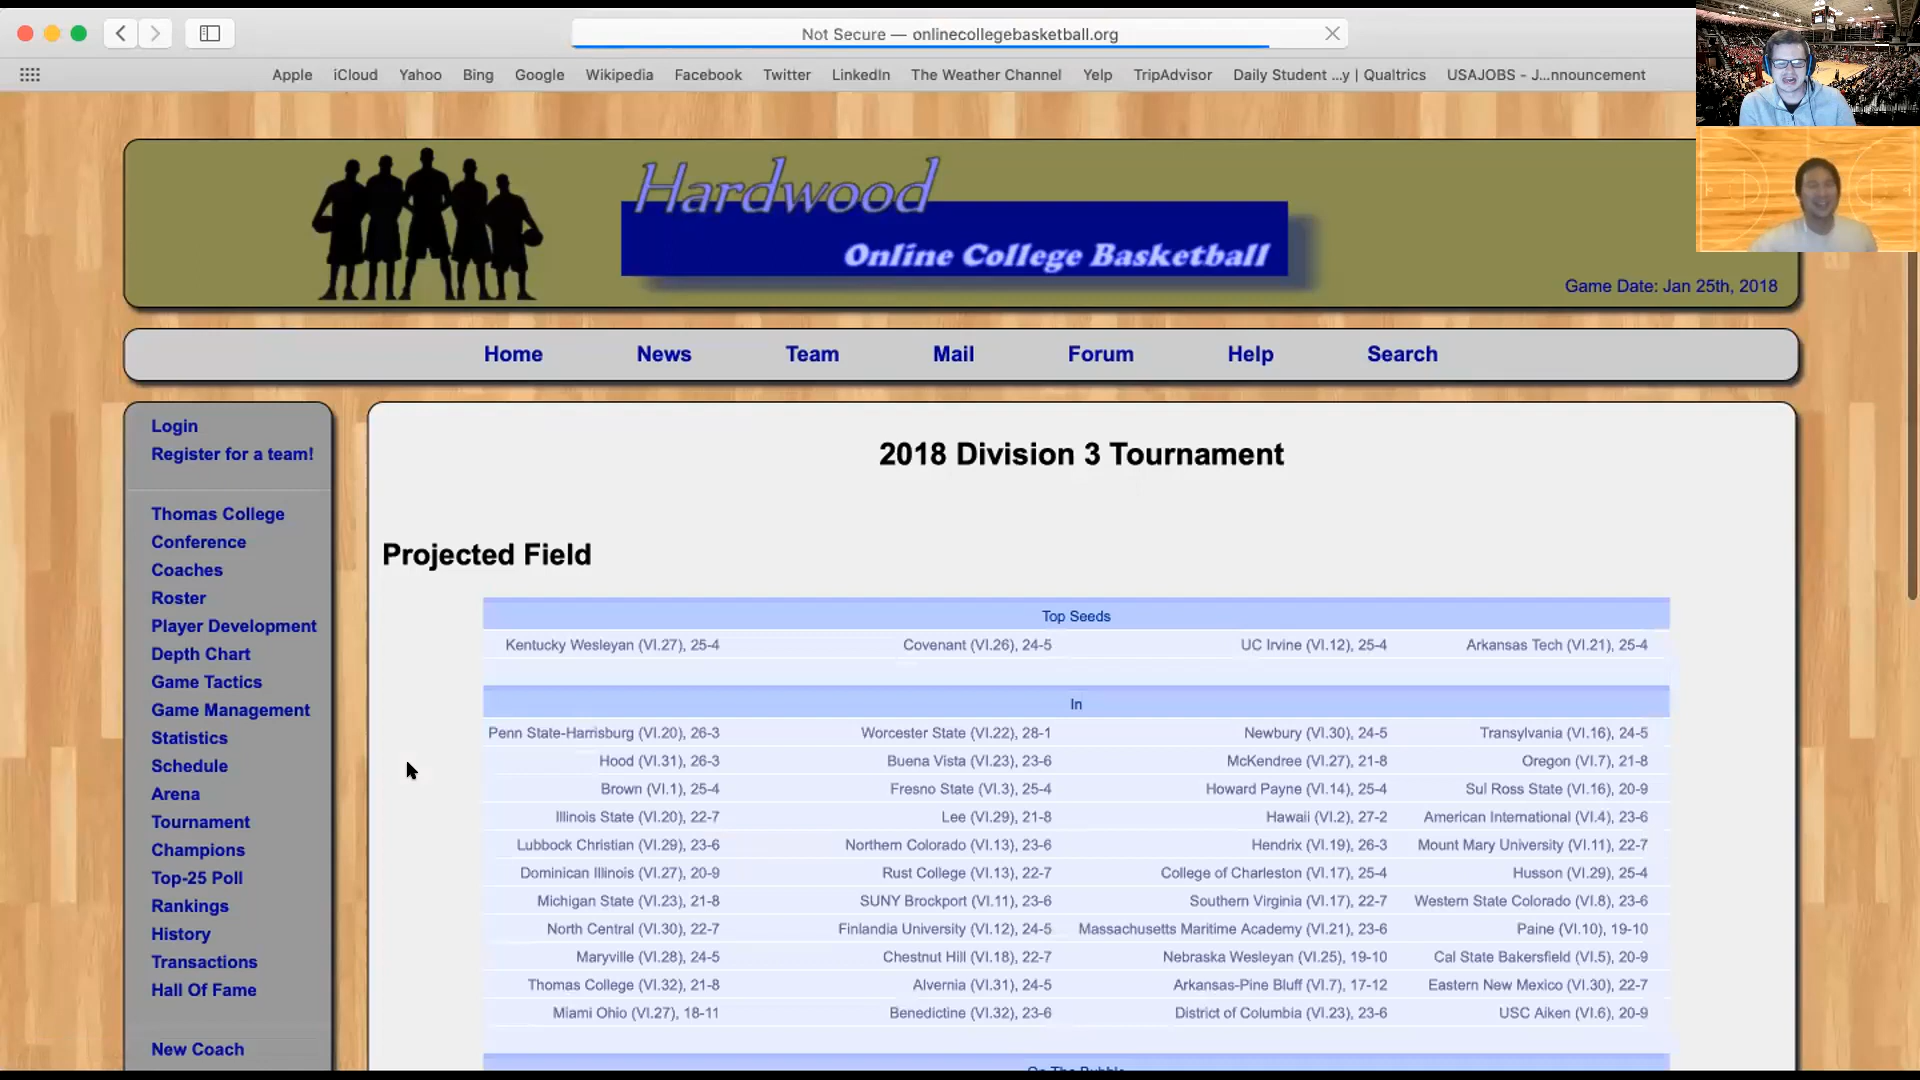 Not Secure — onlinecollegebasketball.org
Apple iCloud Yahoo Bing Google Wikipedia Facebook Twitter LinkedIn The Weather Channel Yelp TripAdvisor Daily Student ...y | Qualtrics USAJOBS - J...nnouncement
Hardwood
Online College Basketball
Game Date: Jan 25th, 2018
Home News Team Mail Forum Help Search
Login
Register for a team!
Thomas College
Conference
Coaches
Roster
Player Development
Depth Chart
Game Tactics
Game Management
Statistics
Schedule
Arena
Tournament
Champions
Top-25 Poll
Rankings
History
Transactions
Hall Of Fame
New Coach
2018 Division 3 Tournament
Projected Field
Top Seeds
Kentucky Wesleyan (VI.27), 25-4 Covenant (VI.26), 24-5 UC Irvine (VI.12), 25-4 Arkansas Tech (VI.21), 25-4
In
Penn State-Harrisburg (VI.20), 26-3 Worcester State (VI.22), 28-1 Newbury (VI.30), 24-5 Transylvania (VI.16), 24-5
Hood (VI.31), 26-3 Buena Vista (VI.23), 23-6 McKendree (VI.27), 21-8 Oregon (VI.7), 21-8
Brown (VI.1), 25-4 Fresno State (VI.3), 25-4 Howard Payne (VI.14), 25-4 Sul Ross State (VI.16), 20-9
Illinois State (VI.20), 22-7 Lee (VI.29), 21-8 Hawaii (VI.2), 27-2 American International (VI.4), 23-6
Lubbock Christian (VI.29), 23-6 Northern Colorado (VI.13), 23-6 Hendrix (VI.19), 26-3 Mount Mary University (VI.11), 22-7
Dominican Illinois (VI.27), 20-9 Rust College (VI.13), 22-7 College of Charleston (VI.17), 25-4 Husson (VI.29), 25-4
Michigan State (VI.23), 21-8 SUNY Brockport (VI.11), 23-6 Southern Virginia (VI.17), 22-7 Western State Colorado (VI.8), 23-6
North Central (VI.30), 22-7 Finlandia University (VI.12), 24-5 Massachusetts Maritime Academy (VI.21), 23-6 Paine (VI.10), 19-10
Maryville (VI.28), 24-5 Chestnut Hill (VI.18), 22-7 Nebraska Wesleyan (VI.25), 19-10 Cal State Bakersfield (VI.5), 20-9
Thomas College (VI.32), 21-8 Alvernia (VI.31), 24-5 Arkansas-Pine Bluff (VI.7), 17-12 Eastern New Mexico (VI.30), 22-7
Miami Ohio (VI.27), 18-11 Benedictine (VI.32), 23-6 District of Columbia (VI.23), 23-6 USC Aiken (VI.6), 20-9
On The Bubble